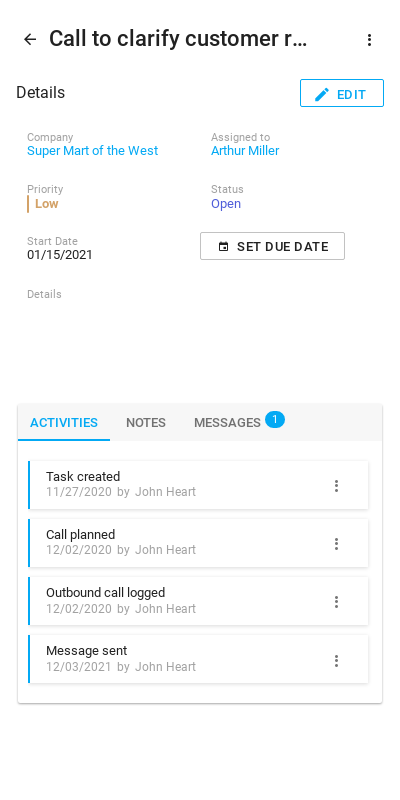 Call to clarify customer r…
Details
EDIT
Company
Super Mart of the West
Assigned to
Arthur Miller
Priority
Low
Status
Open
Start Date
01/15/2021
SET DUE DATE
Details
ACTIVITIES
NOTES
MESSAGES 1
Task created
11/27/2020 by John Heart
Call planned
12/02/2020 by John Heart
Outbound call logged
12/02/2020 by John Heart
Message sent
12/03/2021 by John Heart